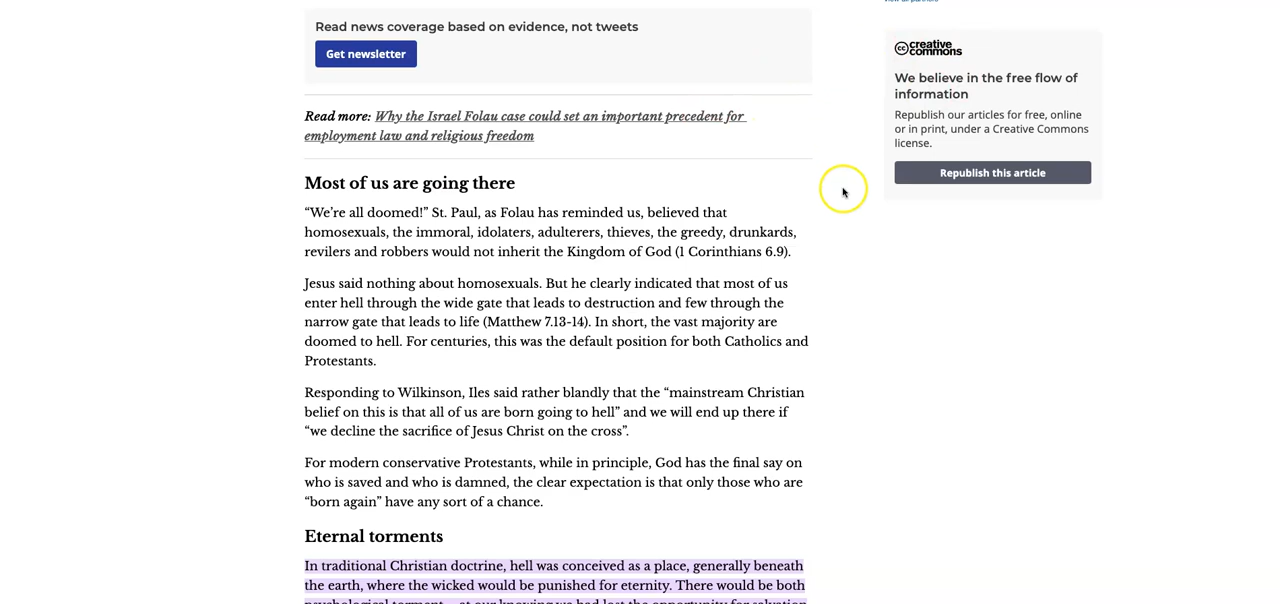 Read news coverage based on evidence, not tweets
Get newsletter
Read more: Why the Israel Folau case could set an important precedent for
employment law and religious freedom
Most of us are going there
“We’re all doomed!” St. Paul, as Folau has reminded us, believed that
homosexuals, the immoral, idolaters, adulterers, thieves, the greedy, drunkards,
revilers and robbers would not inherit the Kingdom of God (1 Corinthians 6.9).
Jesus said nothing about homosexuals. But he clearly indicated that most of us
enter hell through the wide gate that leads to destruction and few through the
narrow gate that leads to life (Matthew 7.13-14). In short, the vast majority are
doomed to hell. For centuries, this was the default position for both Catholics and
Protestants.
Responding to Wilkinson, Iles said rather blandly that the “mainstream Christian
belief on this is that all of us are born going to hell” and we will end up there if
“we decline the sacrifice of Jesus Christ on the cross”.
For modern conservative Protestants, while in principle, God has the final say on
who is saved and who is damned, the clear expectation is that only those who are
“born again” have any sort of a chance.
Eternal torments
In traditional Christian doctrine, hell was conceived as a place, generally beneath
the earth, where the wicked would be punished for eternity. There would be both
psychological torment – at our knowing we had lost the opportunity for salvation
cc creative
commons
We believe in the free flow of
information
Republish our articles for free, online
or in print, under a Creative Commons
license.
Republish this article